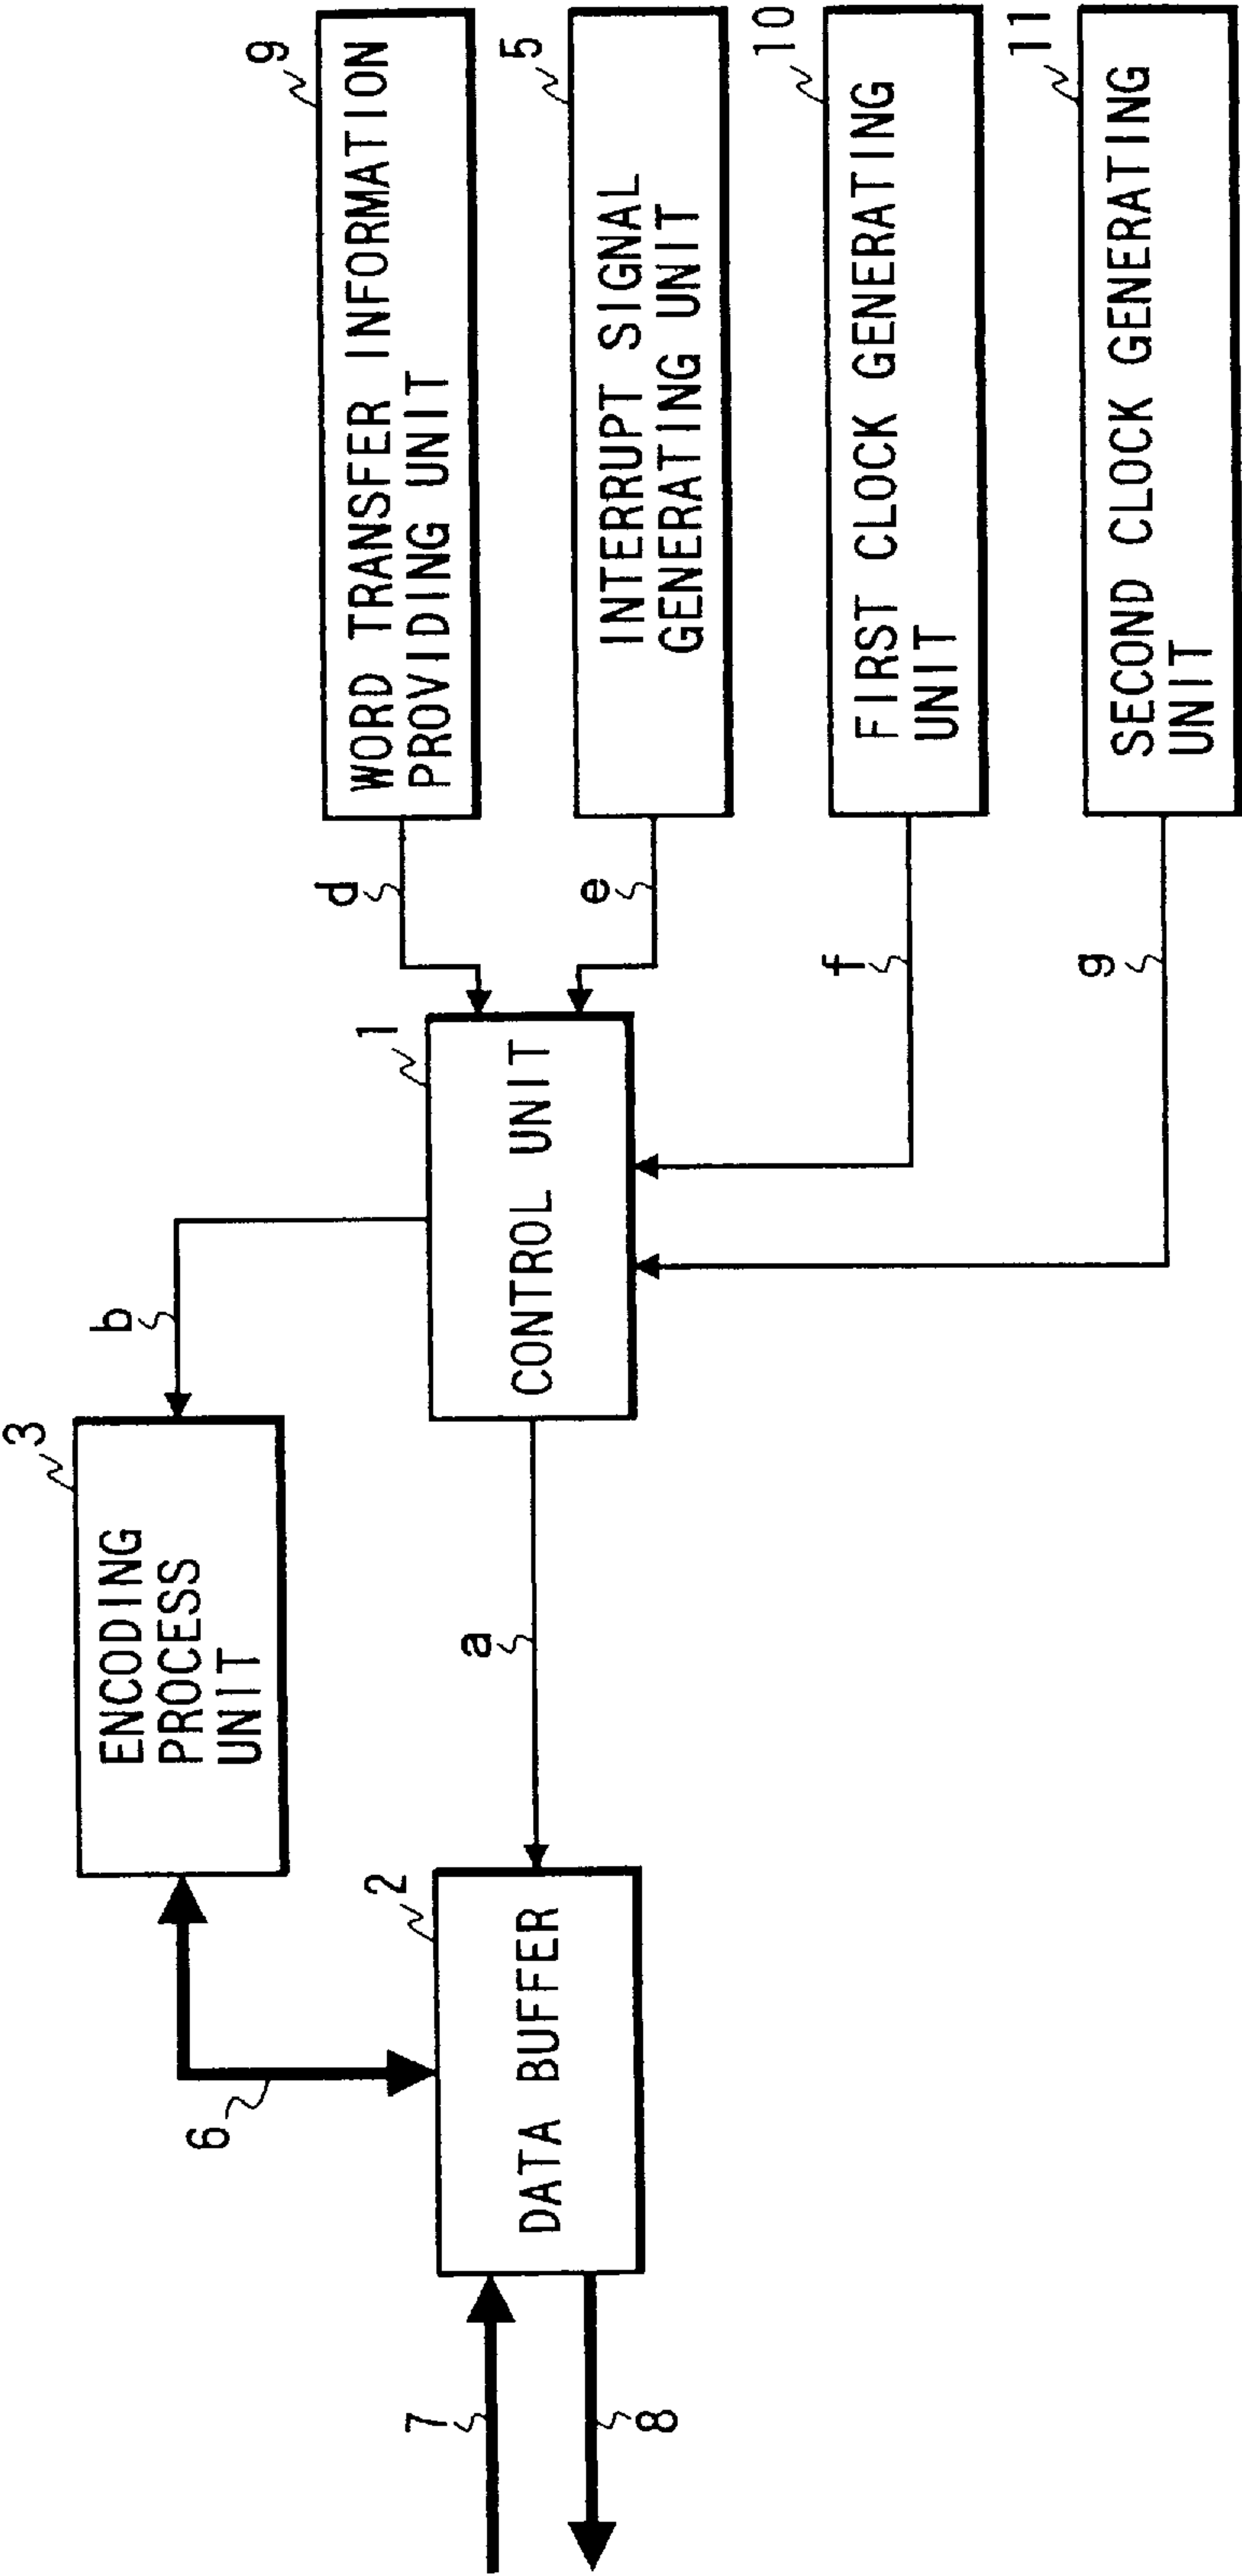 3
ENCODING
PROCESS
UNIT
b
6
9
WORD TRANSFER INFORMATION
PROVIDING UNIT
d
1
CONTROL UNIT
2
DATA BUFFER
a
7
8
5
INTERRUPT SIGNAL
GENERATING UNIT
e
10
FIRST CLOCK GENERATING
UNIT
f
11
SECOND CLOCK GENERATING
UNIT
g